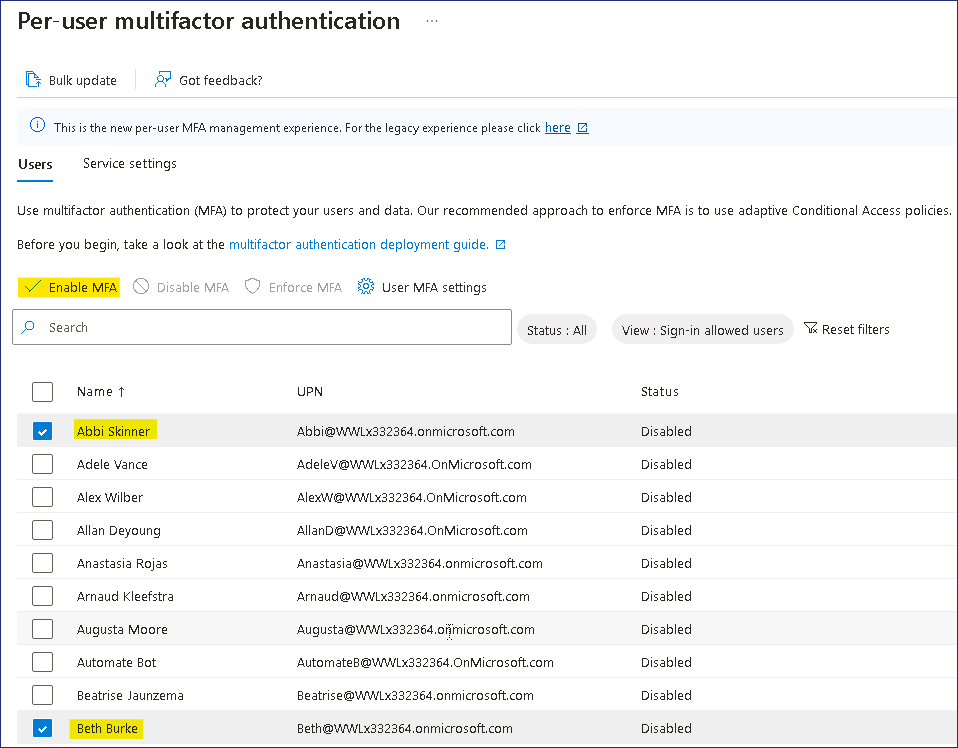 Per-user multifactor authentication ...
Bulk update Got feedback?
This is the new per-user MFA management experience. For the legacy experience please click here
Users Service settings
Use multifactor authentication (MFA) to protect your users and data. Our recommended approach to enforce MFA is to use adaptive Conditional Access policies.
Before you begin, take a look at the multifactor authentication deployment guide.
Enable MFA Disable MFA Enforce MFA User MFA settings
Search Status : All View : Sign-in allowed users Reset filters
Name ↑ UPN Status
Abbi Skinner Abbi@WWLx332364.onmicrosoft.com Disabled
Adele Vance AdeleV@WWLx332364.OnMicrosoft.com Disabled
Alex Wilber AlexW@WWLx332364.OnMicrosoft.com Disabled
Allan Deyoung AllanD@WWLx332364.OnMicrosoft.com Disabled
Anastasia Rojas Anastasia@WWLx332364.onmicrosoft.com Disabled
Arnaud Kleefstra Arnaud@WWLx332364.onmicrosoft.com Disabled
Augusta Moore Augusta@WWLx332364.onmicrosoft.com Disabled
Automate Bot AutomateB@WWLx332364.OnMicrosoft.com Disabled
Beatrise Jaunzema Beatrise@WWLx332364.onmicrosoft.com Disabled
Beth Burke Beth@WWLx332364.onmicrosoft.com Disabled